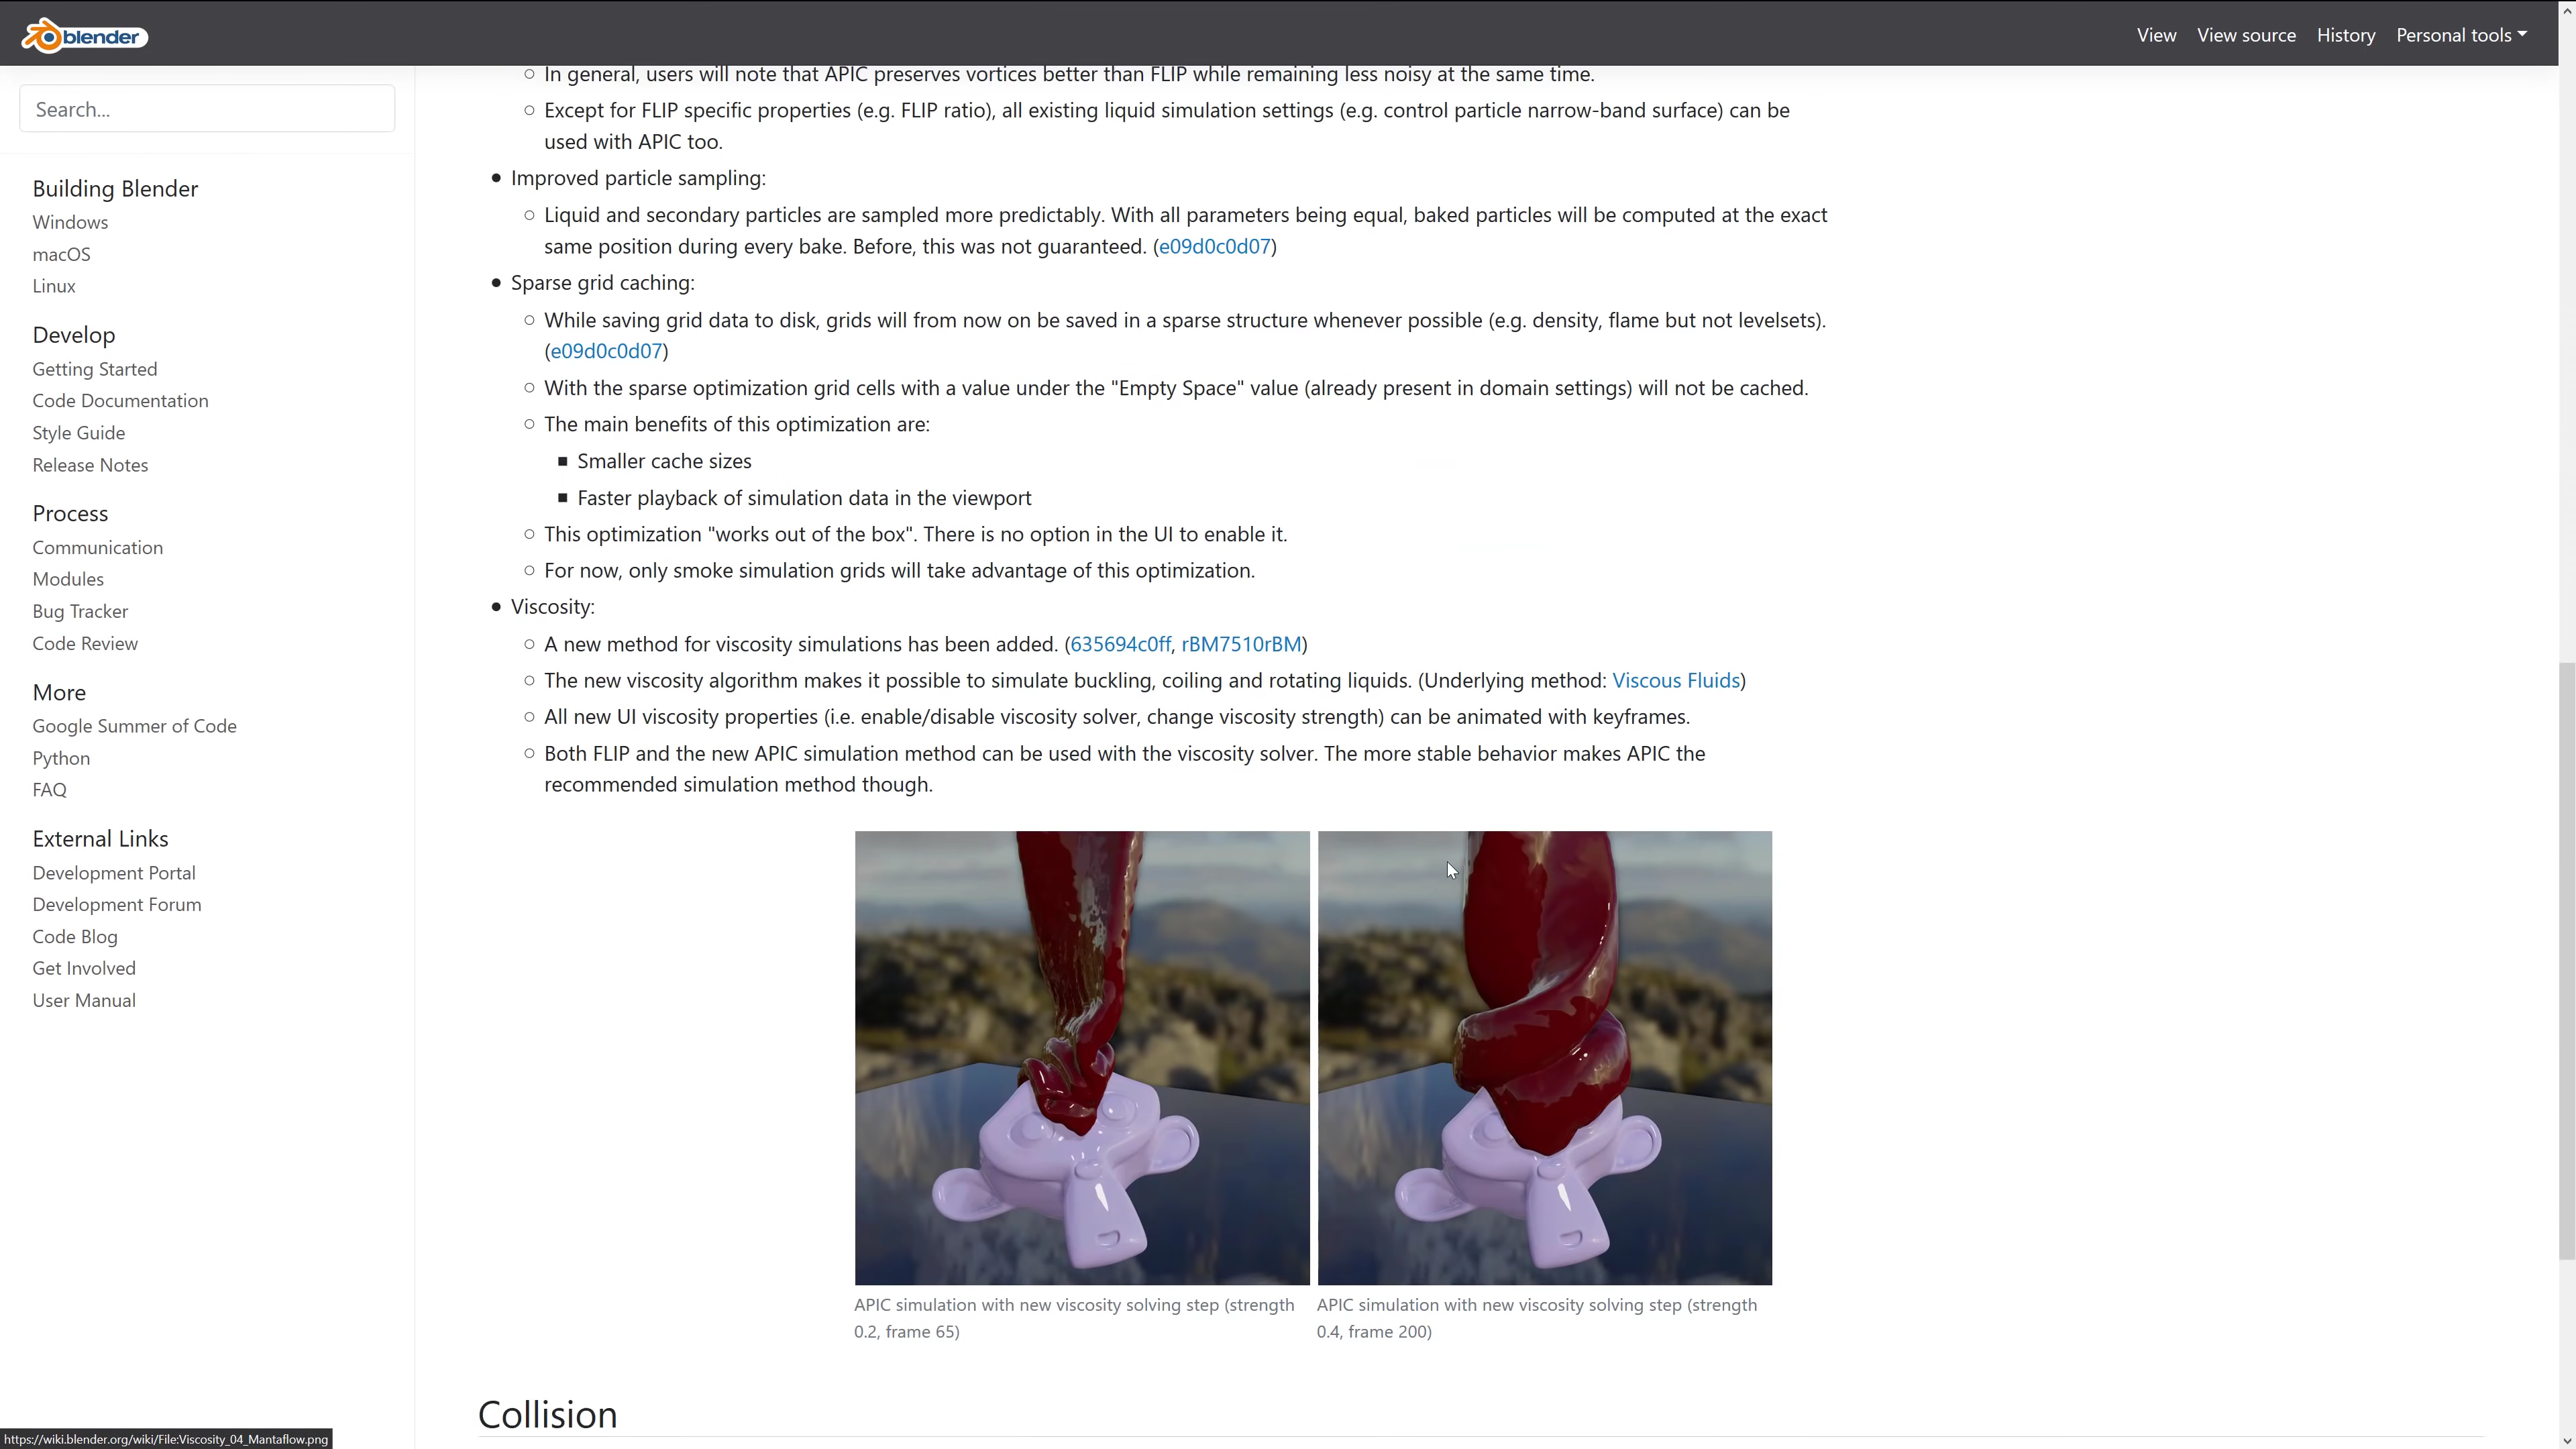 blender
View
View source
History
Personal tools
Search...
Building Blender
Windows
macOS
Linux
Develop
Getting Started
Code Documentation
Style Guide
Release Notes
Process
Communication
Modules
Bug Tracker
Code Review
More
Google Summer of Code
Python
FAQ
External Links
Development Portal
Development Forum
Code Blog
Get Involved
User Manual
In general, users will note that APIC preserves vortices better than FLIP while remaining less noisy at the same time.
Except for FLIP specific properties (e.g. FLIP ratio), all existing liquid simulation settings (e.g. control particle narrow-band surface) can be
used with APIC too.
Improved particle sampling:
Liquid and secondary particles are sampled more predictably. With all parameters being equal, baked particles will be computed at the exact
same position during every bake. Before, this was not guaranteed. (e09d0c0d07)
Sparse grid caching:
While saving grid data to disk, grids will from now on be saved in a sparse structure whenever possible (e.g. density, flame but not levelsets).
(e09d0c0d07)
With the sparse optimization grid cells with a value under the "Empty Space" value (already present in domain settings) will not be cached.
The main benefits of this optimization are:
Smaller cache sizes
Faster playback of simulation data in the viewport
This optimization "works out of the box". There is no option in the UI to enable it.
For now, only smoke simulation grids will take advantage of this optimization.
Viscosity:
A new method for viscosity simulations has been added. (635694c0ff, rBM7510rBM)
The new viscosity algorithm makes it possible to simulate buckling, coiling and rotating liquids. (Underlying method: Viscous Fluids)
All new UI viscosity properties (i.e. enable/disable viscosity solver, change viscosity strength) can be animated with keyframes.
Both FLIP and the new APIC simulation method can be used with the viscosity solver. The more stable behavior makes APIC the
recommended simulation method though.
APIC simulation with new viscosity solving step (strength
0.2, frame 65)
APIC simulation with new viscosity solving step (strength
0.4, frame 200)
Collision
https://wiki.blender.org/wiki/File:Viscosity_04_Mantaflow.png